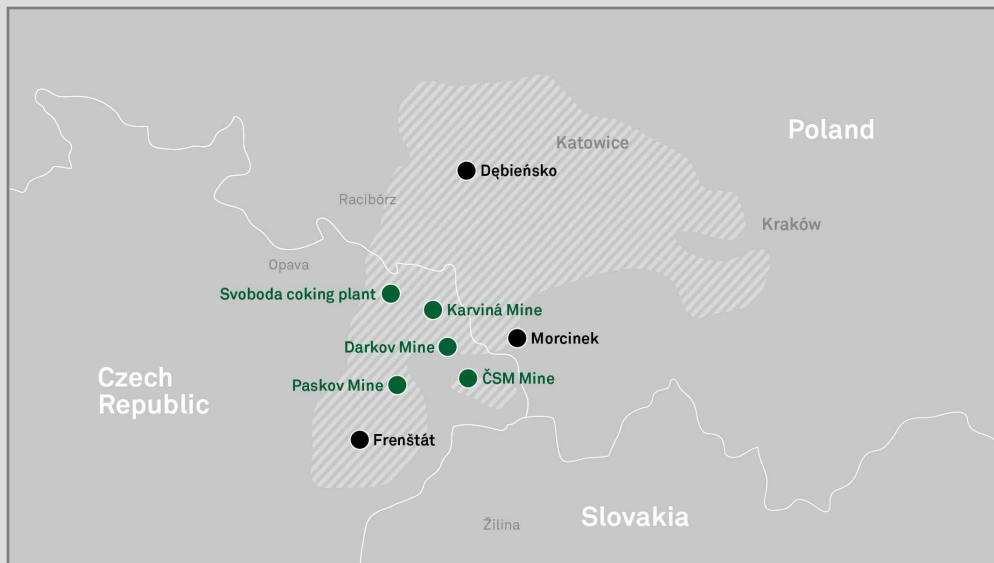 Poland
Katowice
Dębieńsko
Racibórz
Kraków
Opava
Svoboda coking plant
Karviná Mine
Morcinek
Darkov Mine
Czech
Republic
Paskov Mine
ČSM Mine
Frenštát
Slovakia
Žilina